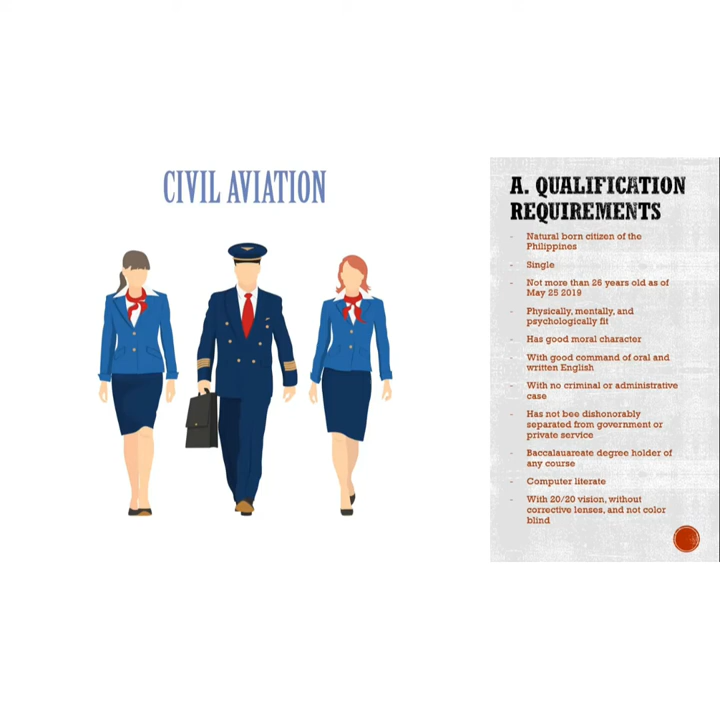 CIVIL AVIATION
A. QUALIFICATION
REQUIREMENTS
- Natural born citizen of the
Philippines
- Single
- Not more than 26 years old as of
May 25 2019
- Physically, mentally, and
psychologically fit
- Has good moral character
- With good command of oral and
written English
- With no criminal or administrative
case
- Has not bee dishonorably
separated from government or
private service
- Baccalauareate degree holder of
any course
- Computer literate
- With 20/20 vision, without
corrective lenses, and not color
blind